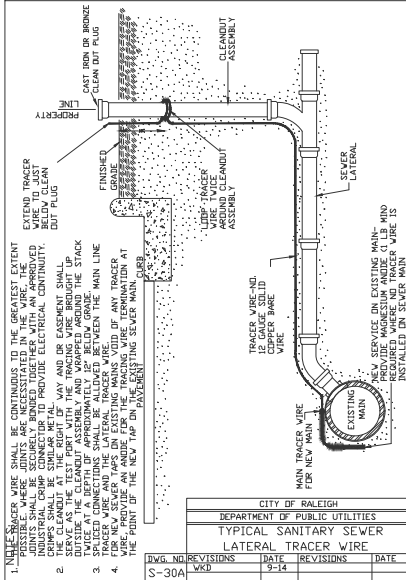 NOTES:
1. THE TRACER WIRE SHALL BE CONTINUOUS TO THE GREATEST EXTENT
POSSIBLE. WHERE JOINTS ARE NECESSITATED IN THE WIRE, THE
JOINTS SHALL BE SECURELY BONDED TOGETHER WITH AN APPROVED
INDUSTRIAL CRIMP CONNECTOR TO PROVIDE ELECTRICAL CONTINUITY.
CRIMPS SHALL BE SIMILAR METAL.
2. THE CLEANOUT AT THE RIGHT OF WAY AND OR EASEMENT SHALL
SERVE AS THE TEST PORT WITH THE TRACING WIRE BROUGHT UP
OUTSIDE THE CLEANOUT ASSEMBLY AND WRAPPED AROUND THE STACK
TWICE AT A DEPTH OF APPROXIMATELY 12" BELOW GRADE.
3. SPLICED CONNECTIONS SHALL BE ALLOWED BETWEEN THE MAIN LINE
TRACER WIRE AND THE LATERAL TRACER WIRE.
4. FOR NEW SEWER TAPS ON EXISTING MAINS VOID OF ANY TRACER
WIRE, PROVIDE AN ANODE FOR THE TRACING WIRE TERMINATION AT
THE POINT OF THE NEW TAP ON THE EXISTING SEWER MAIN.
PAVEMENT
CURB
EXTEND TRACER
WIRE TO JUST
BELOW CLEAN
OUT PLUG
PROPERTY
LINE
CAST IRON OR BRONZE
CLEAN OUT PLUG
FINISHED
GRADE
LOOP TRACER
WIRE TWICE
AROUND CLEANOUT
ASSEMBLY
CLEANOUT
ASSEMBLY
SEWER
LATERAL
TRACER WIRE-NO.
12 GAUGE SOLID
COPPER BARE
WIRE
MAIN TRACER WIRE
FOR NEW MAIN
EXISTING
MAIN
NEW SERVICE ON EXISTING MAIN-
PROVIDE MAGNESIUM ANODE (1 LB MIN)
REQUIRED WHERE NO TRACER WIRE IS
INSTALLED ON SEWER MAIN
CITY OF RALEIGH
DEPARTMENT OF PUBLIC UTILITIES
TYPICAL SANITARY SEWER
LATERAL TRACER WIRE
DWG. NO. REVISIONS DATE REVISIONS DATE
S-30A WKD 9-14